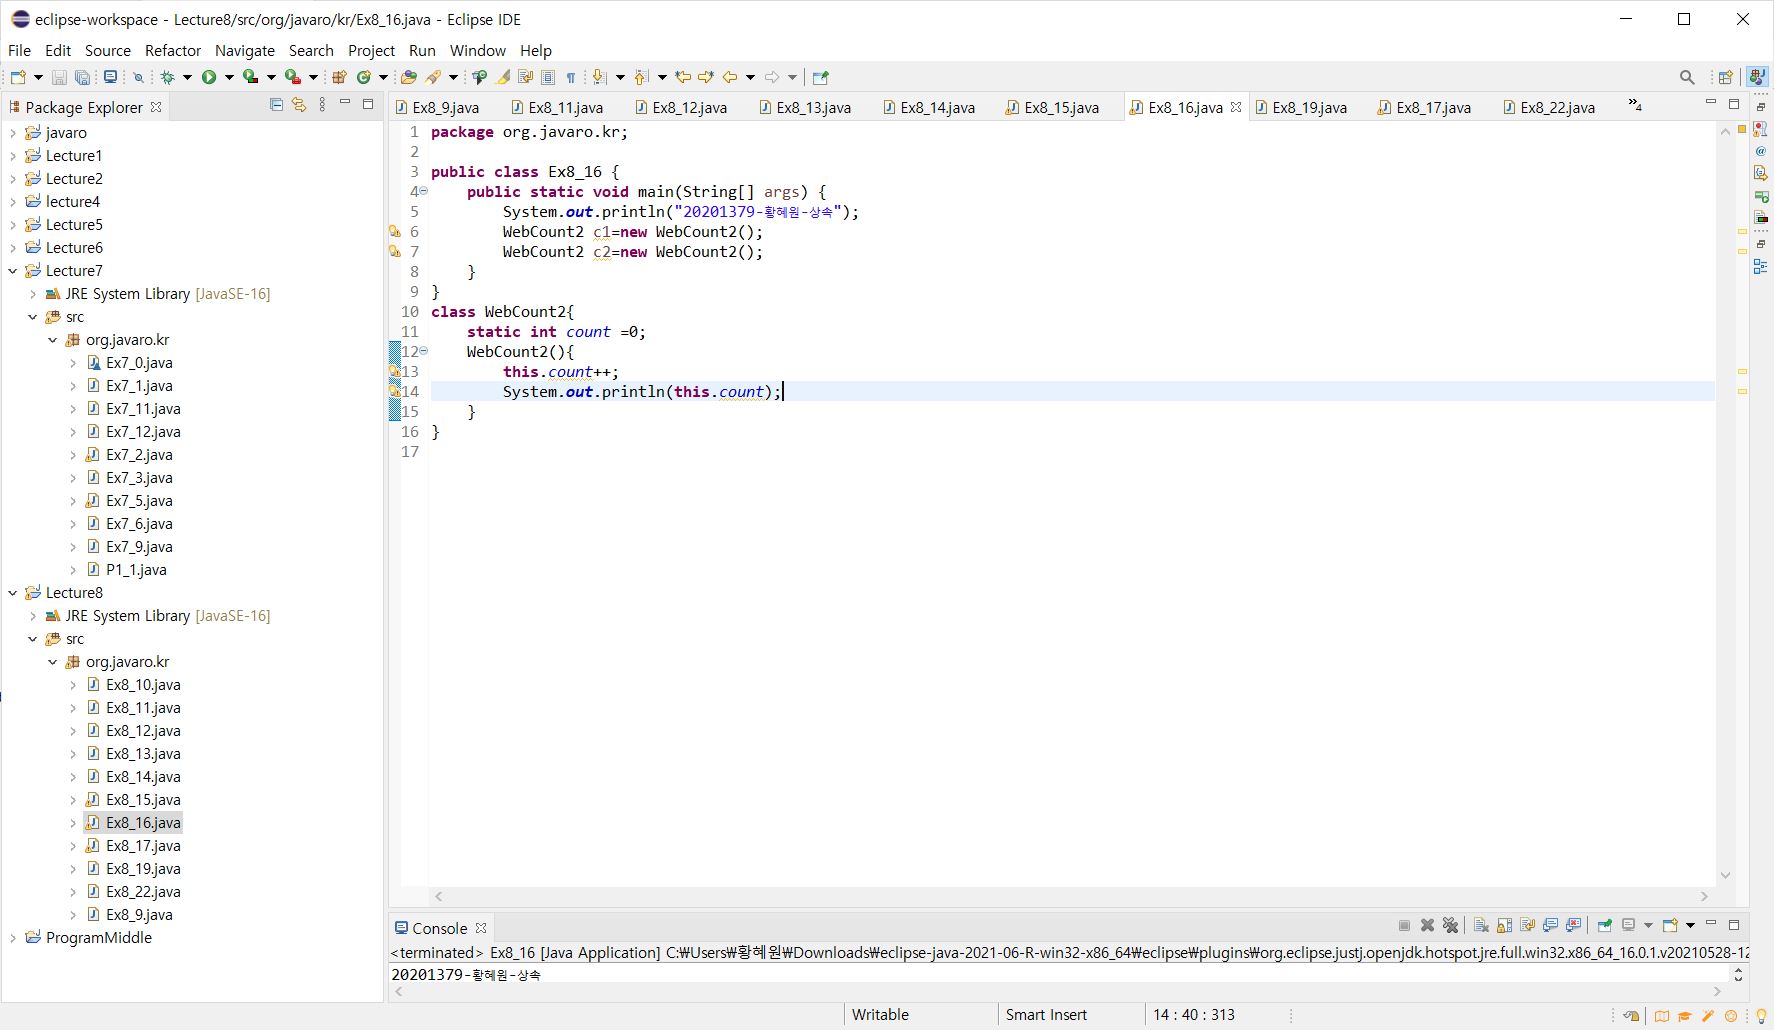 eclipse-workspace - Lecture8/src/org/javaro/kr/Ex8_16.java - Eclipse IDE
File Edit Source Refactor Navigate Search Project Run Window Help
Package Explorer
javaro
Lecture1
Lecture2
lecture4
Lecture5
Lecture6
Lecture7
JRE System Library [JavaSE-16]
src
org.javaro.kr
Ex7_0.java
Ex7_1.java
Ex7_11.java
Ex7_12.java
Ex7_2.java
Ex7_3.java
Ex7_5.java
Ex7_6.java
Ex7_9.java
P1_1.java
Lecture8
JRE System Library [JavaSE-16]
src
org.javaro.kr
Ex8_10.java
Ex8_11.java
Ex8_12.java
Ex8_13.java
Ex8_14.java
Ex8_15.java
Ex8_16.java
Ex8_17.java
Ex8_19.java
Ex8_22.java
Ex8_9.java
ProgramMiddle
Ex8_9.java Ex8_11.java Ex8_12.java Ex8_13.java Ex8_14.java Ex8_15.java Ex8_16.java Ex8_19.java Ex8_17.java Ex8_22.java »4
1 package org.javaro.kr;
2
3 public class Ex8_16 {
4 public static void main(String[] args) {
5 System.out.println("20201379-황혜원-상속");
6 WebCount2 c1=new WebCount2();
7 WebCount2 c2=new WebCount2();
8 }
9 }
10 class WebCount2{
11 static int count =0;
12 WebCount2(){
13 this.count++;
14 System.out.println(this.count);
15 }
16 }
17
Console
<terminated> Ex8_16 [Java Application] C:₩Users₩황혜원₩Downloads₩eclipse-java-2021-06-R-win32-x86_64₩eclipse₩plugins₩org.eclipse.justj.openjdk.hotspot.jre.full.win32.x86_64_16.0.1.v20210528-12
20201379-황혜원-상속
Writable Smart Insert 14 : 40 : 313